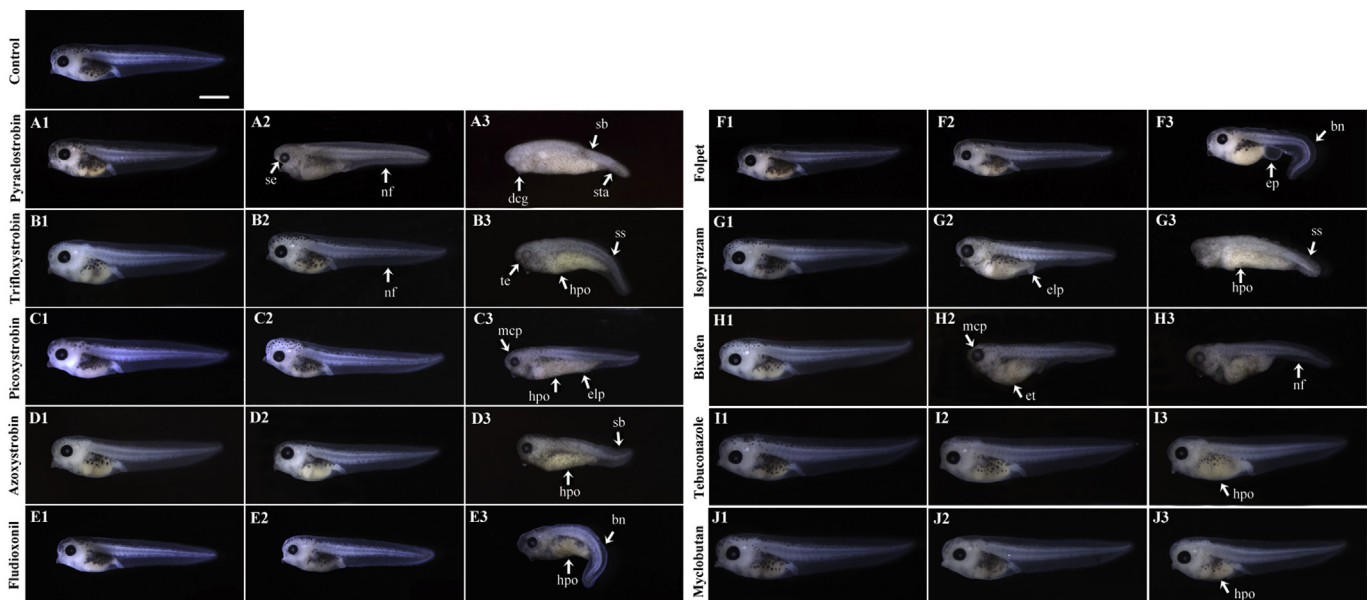 Control
Pyraclostrobin
A1
A2
se
nf
A3
sb
dcg
sta
Trifloxystrobin
B1
B2
nf
B3
ss
te
hpo
Picoxystrobin
C1
C2
C3
mcp
hpo
elp
Azoxystrobin
D1
D2
D3
sb
hpo
Fludioxonil
E1
E2
E3
bn
hpo
Folpet
F1
F2
F3
bn
ep
Isopyrazam
G1
G2
elp
G3
ss
hpo
Bixafen
H1
H2
mcp
et
H3
nf
Tebuconazole
I1
I2
I3
hpo
Myclobutan
J1
J2
J3
hpo